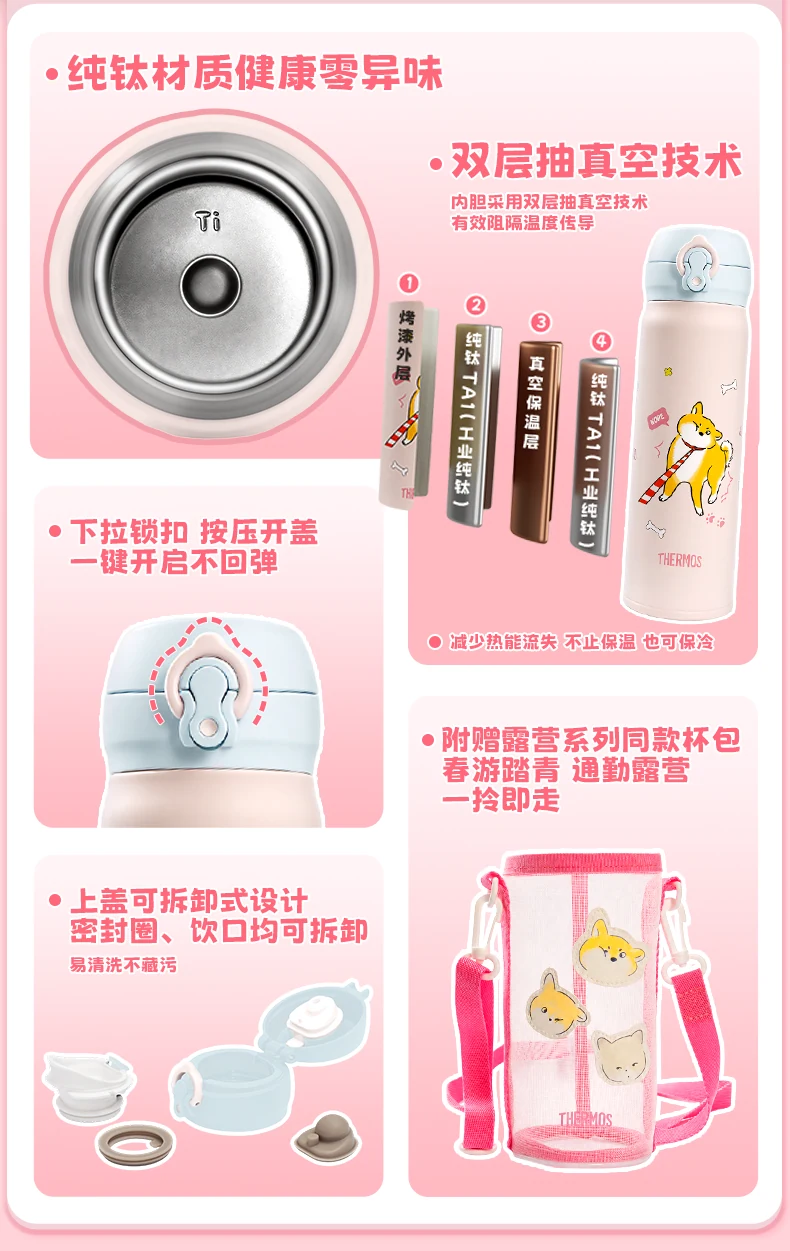 •纯钛材质健康零异味
Ti
•双层抽真空技术
内胆采用双层抽真空技术
有效阻隔温度传导
1
烤漆外层
TH
2
纯钛TA1(工业纯钛)
3
真空保温层
4
纯钛TA1(工业纯钛)
THERMOS
• 减少热能流失 不止保温 也可保冷
•下拉锁扣 按压开盖
一键开启不回弹
•附赠露营系列同款杯包
春游踏青 通勤露营
一拎即走
THERMOS
•上盖可拆卸式设计
密封圈、饮口均可拆卸
易清洗不藏污